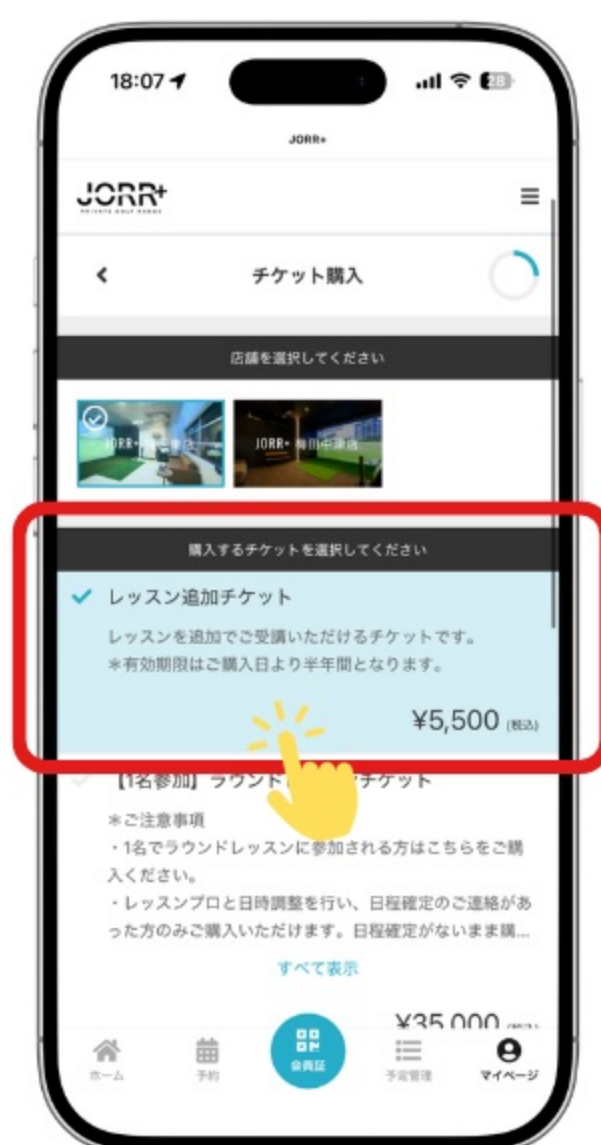 18:07
28
JORR+
JORR+
チケット購入
店舗を選択してください
JORR+
JORR+ 梅田中津店
購入するチケットを選択してください
レッスン追加チケット
レッスンを追加でご受講いただけるチケットです。
*有効期限はご購入日より半年間となります。
¥5,500 (税込)
【1名参加】ラウンド
チケット
*ご注意事項
・1名でラウンドレッスンに参加される方はこちらをご購
入ください。
・レッスンプロと日時調整を行い、日程確定のご連絡があ
った方のみご購入いただけます。日程確定がないまま購...
すべて表示
¥35,000
ホーム
予約
会員証
予定管理
マイページ